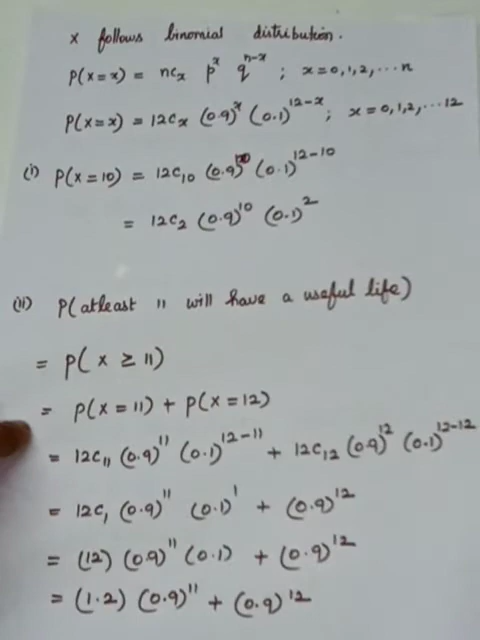 x follows binomial distribution.
P(x=x) = ncₓ pˣ qⁿ⁻ˣ ; x=0,1,2,...n
P(x=x) = 12cₓ (0.9)ˣ (0.1)¹²⁻ˣ ; x=0,1,2,...12
(i) P(x=10) = 12c₁₀ (0.9)¹⁰ (0.1)¹²⁻¹⁰
= 12c₂ (0.9)¹⁰ (0.1)²
(ii) P(atleast 11 will have a useful life)
= P(x ≥ 11)
= P(x=11) + P(x=12)
= 12c₁₁ (0.9)¹¹ (0.1)¹²⁻¹¹ + 12c₁₂ (0.9)¹² (0.1)¹²⁻¹²
= 12c₁ (0.9)¹¹ (0.1)¹ + (0.9)¹²
= (12) (0.9)¹¹ (0.1) + (0.9)¹²
= (1.2) (0.9)¹¹ + (0.9)¹²